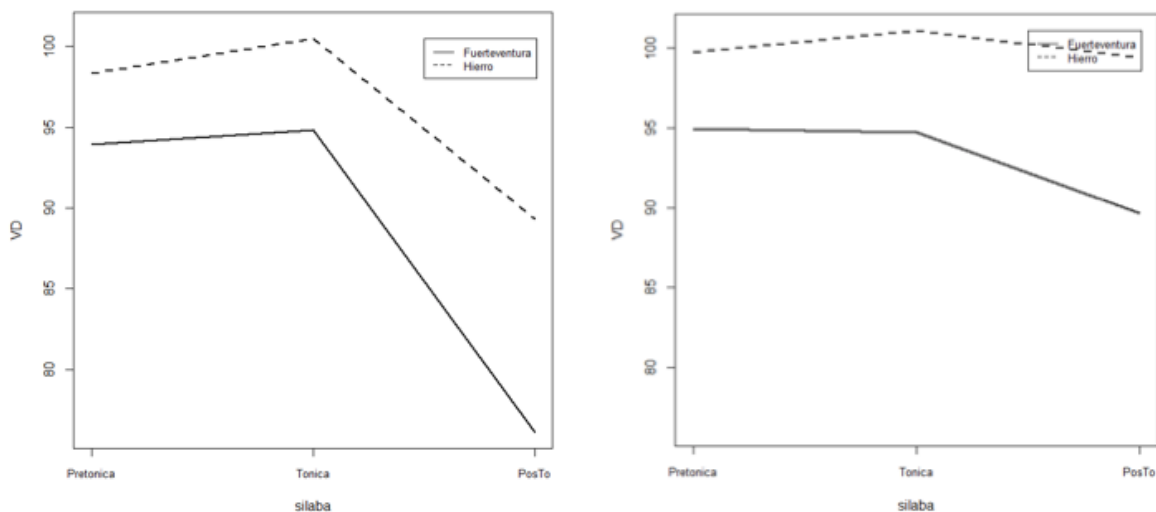 100
95
90
85
80
VD
Fuerteventura
Hierro
Pretonica
Tonica
PosTo
silaba
100
95
90
85
80
VD
Fuerteventura
Hierro
Pretonica
Tonica
PosTo
silaba